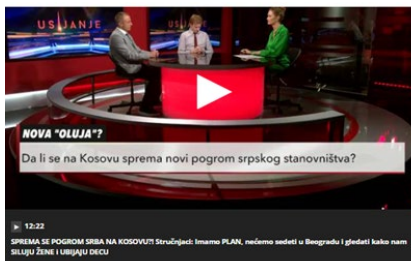 USIJANJE
USIJANJE
NOVA "OLUJA"?
Da li se na Kosovu sprema novi pogrom srpskog stanovništva?
12:22
SPREMA SE POGROM SRBA NA KOSOVU?! Stručnjaci: Imamo PLAN, nećemo sedeti u Beogradu i gledati kako nam
SILUJU ŽENE i UBIJAJU DECU